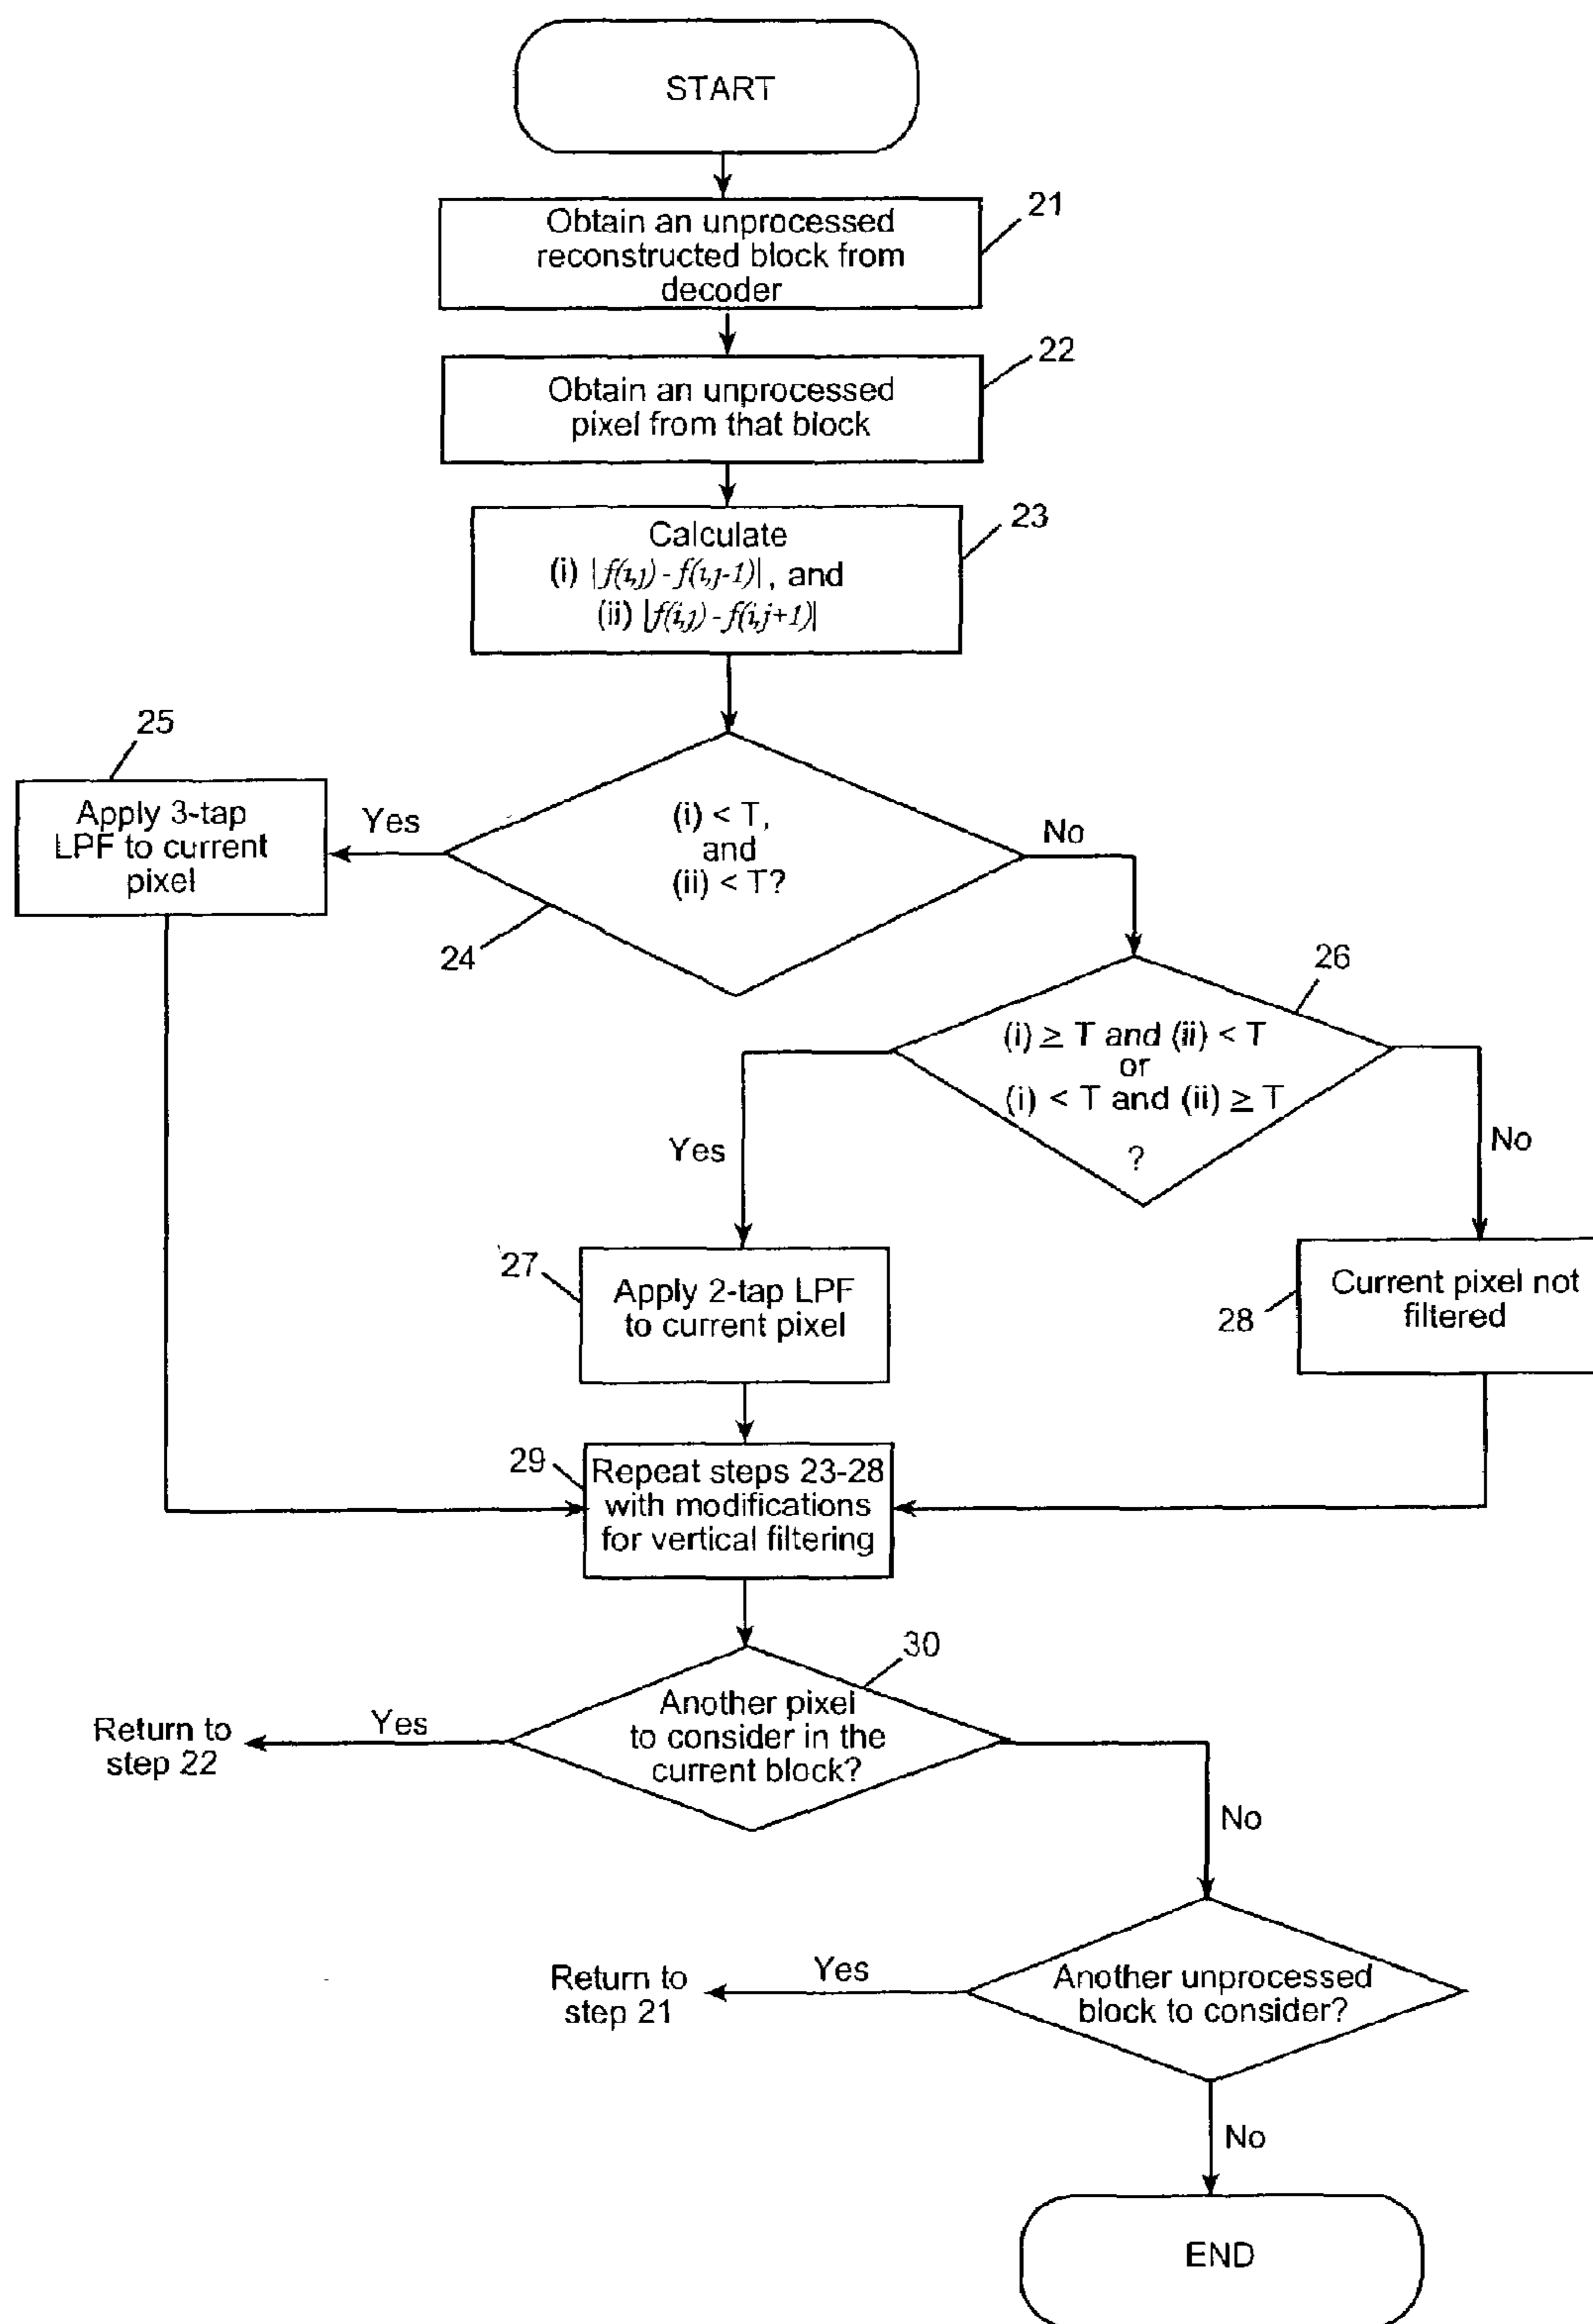 START
21
Obtain an unprocessed
reconstructed block from
decoder
22
Obtain an unprocessed
pixel from that block
23
Calculate
(i) |f(i,j) - f(i,j-1)|, and
(ii) |f(i,j) - f(i,j+1)|
25
Apply 3-tap
LPF to current
pixel
Yes
(i) < T,
and
(ii) < T?
No
24
26
(i) ≥ T and (ii) < T
or
(i) < T and (ii) ≥ T
?
Yes
No
27
Apply 2-tap LPF
to current pixel
28
Current pixel not
filtered
29
Repeat steps 23-28
with modifications
for vertical filtering
30
Another pixel
to consider in the
current block?
Yes
Return to
step 22
No
Another unprocessed
block to consider?
Yes
Return to
step 21
No
END